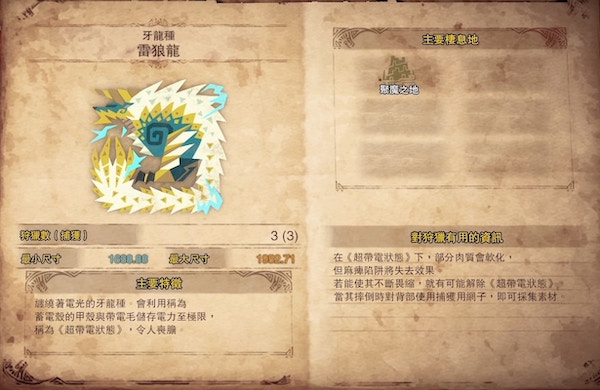 牙龍種
雷狼龍
狩獵數（捕獲） 3 (3)
最小尺寸 最大尺寸
主要特徵
纏繞著電光的牙龍種。會利用稱為
蓄電殼的甲殼與帶電毛儲存電力至極限，
稱為《超帶電狀態》，令人喪膽。
主要棲息地
聚魔之地
對狩獵有用的資訊
在《超帶電狀態》下，部分肉質會軟化，
但麻痺陷阱將失去效果
若能使其不斷畏縮，就有可能解除《超帶電狀態》。
當其摔倒時對背部使用捕獲用網子，即可採集素材